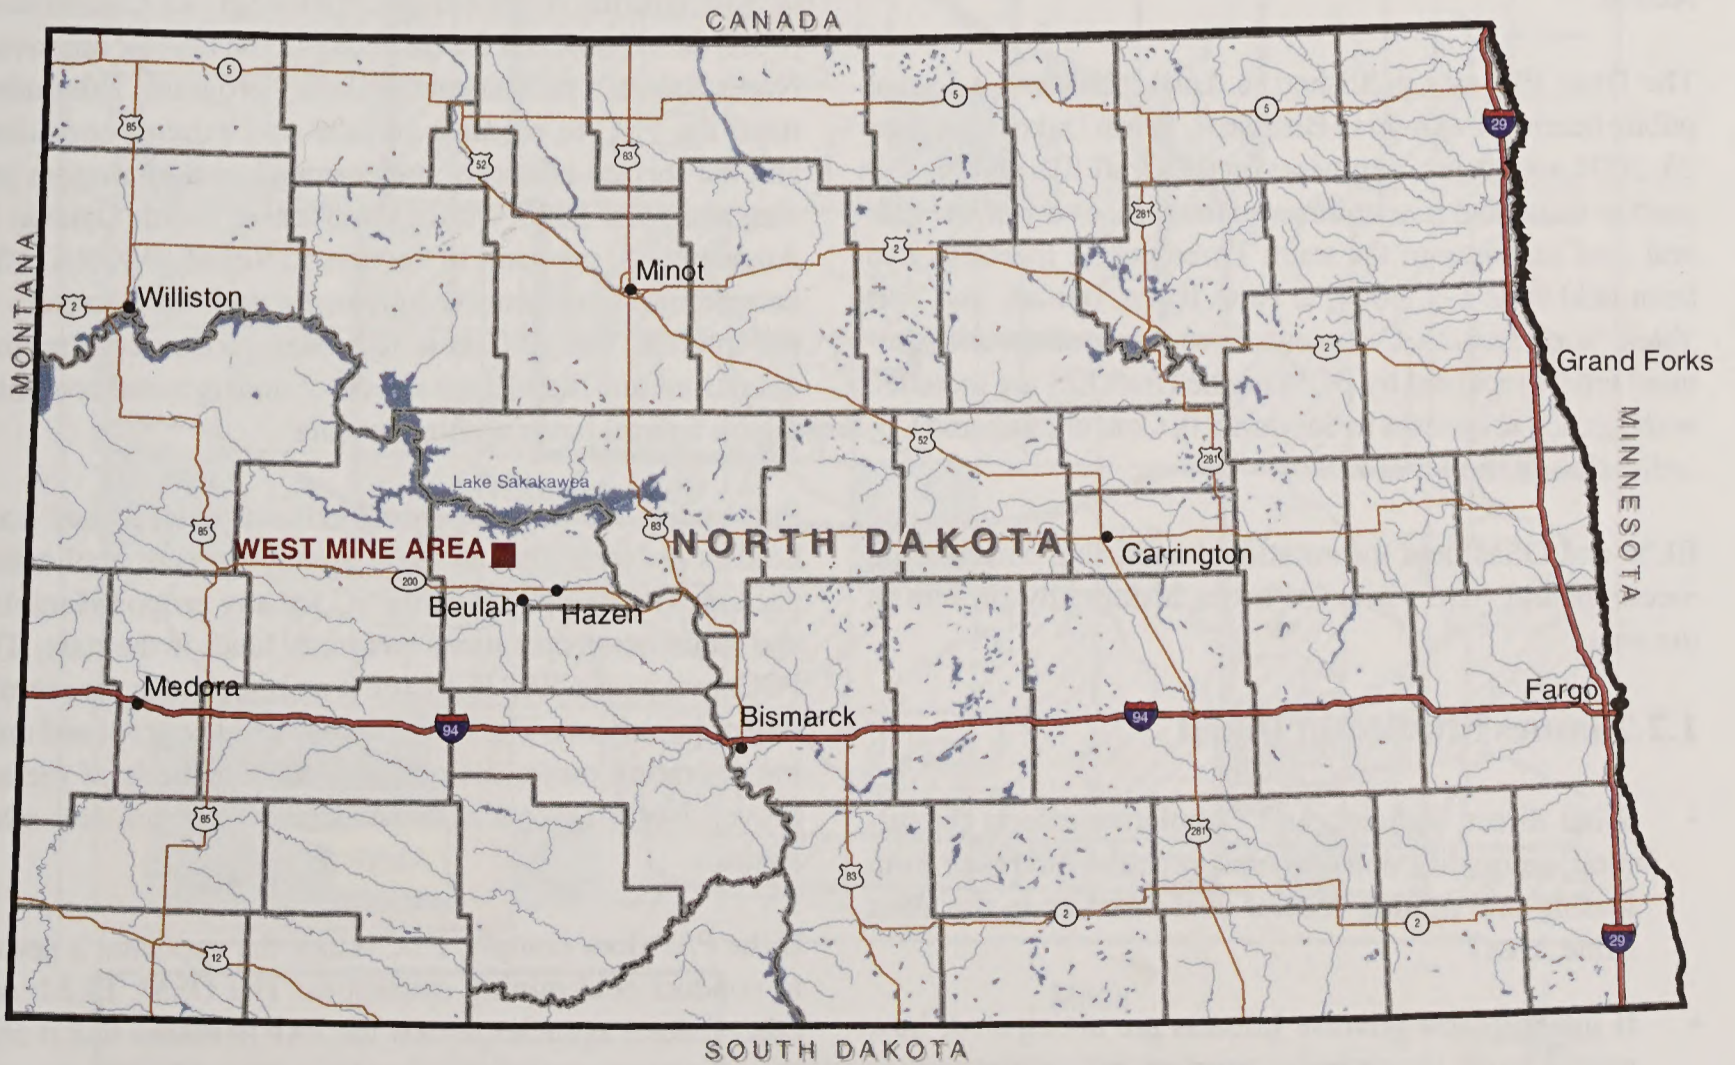 CANADA
5
5
5
29
85
52
83
281
MONTANA
2
Minot
2
Williston
2
Grand Forks
MINNESOTA
52
281
Lake Sakakawea
85
83
NORTH DAKOTA
WEST MINE AREA
Carrington
200
Beulah
Hazen
Medora
Fargo
Bismarck
94
94
85
281
83
2
2
12
29
SOUTH DAKOTA